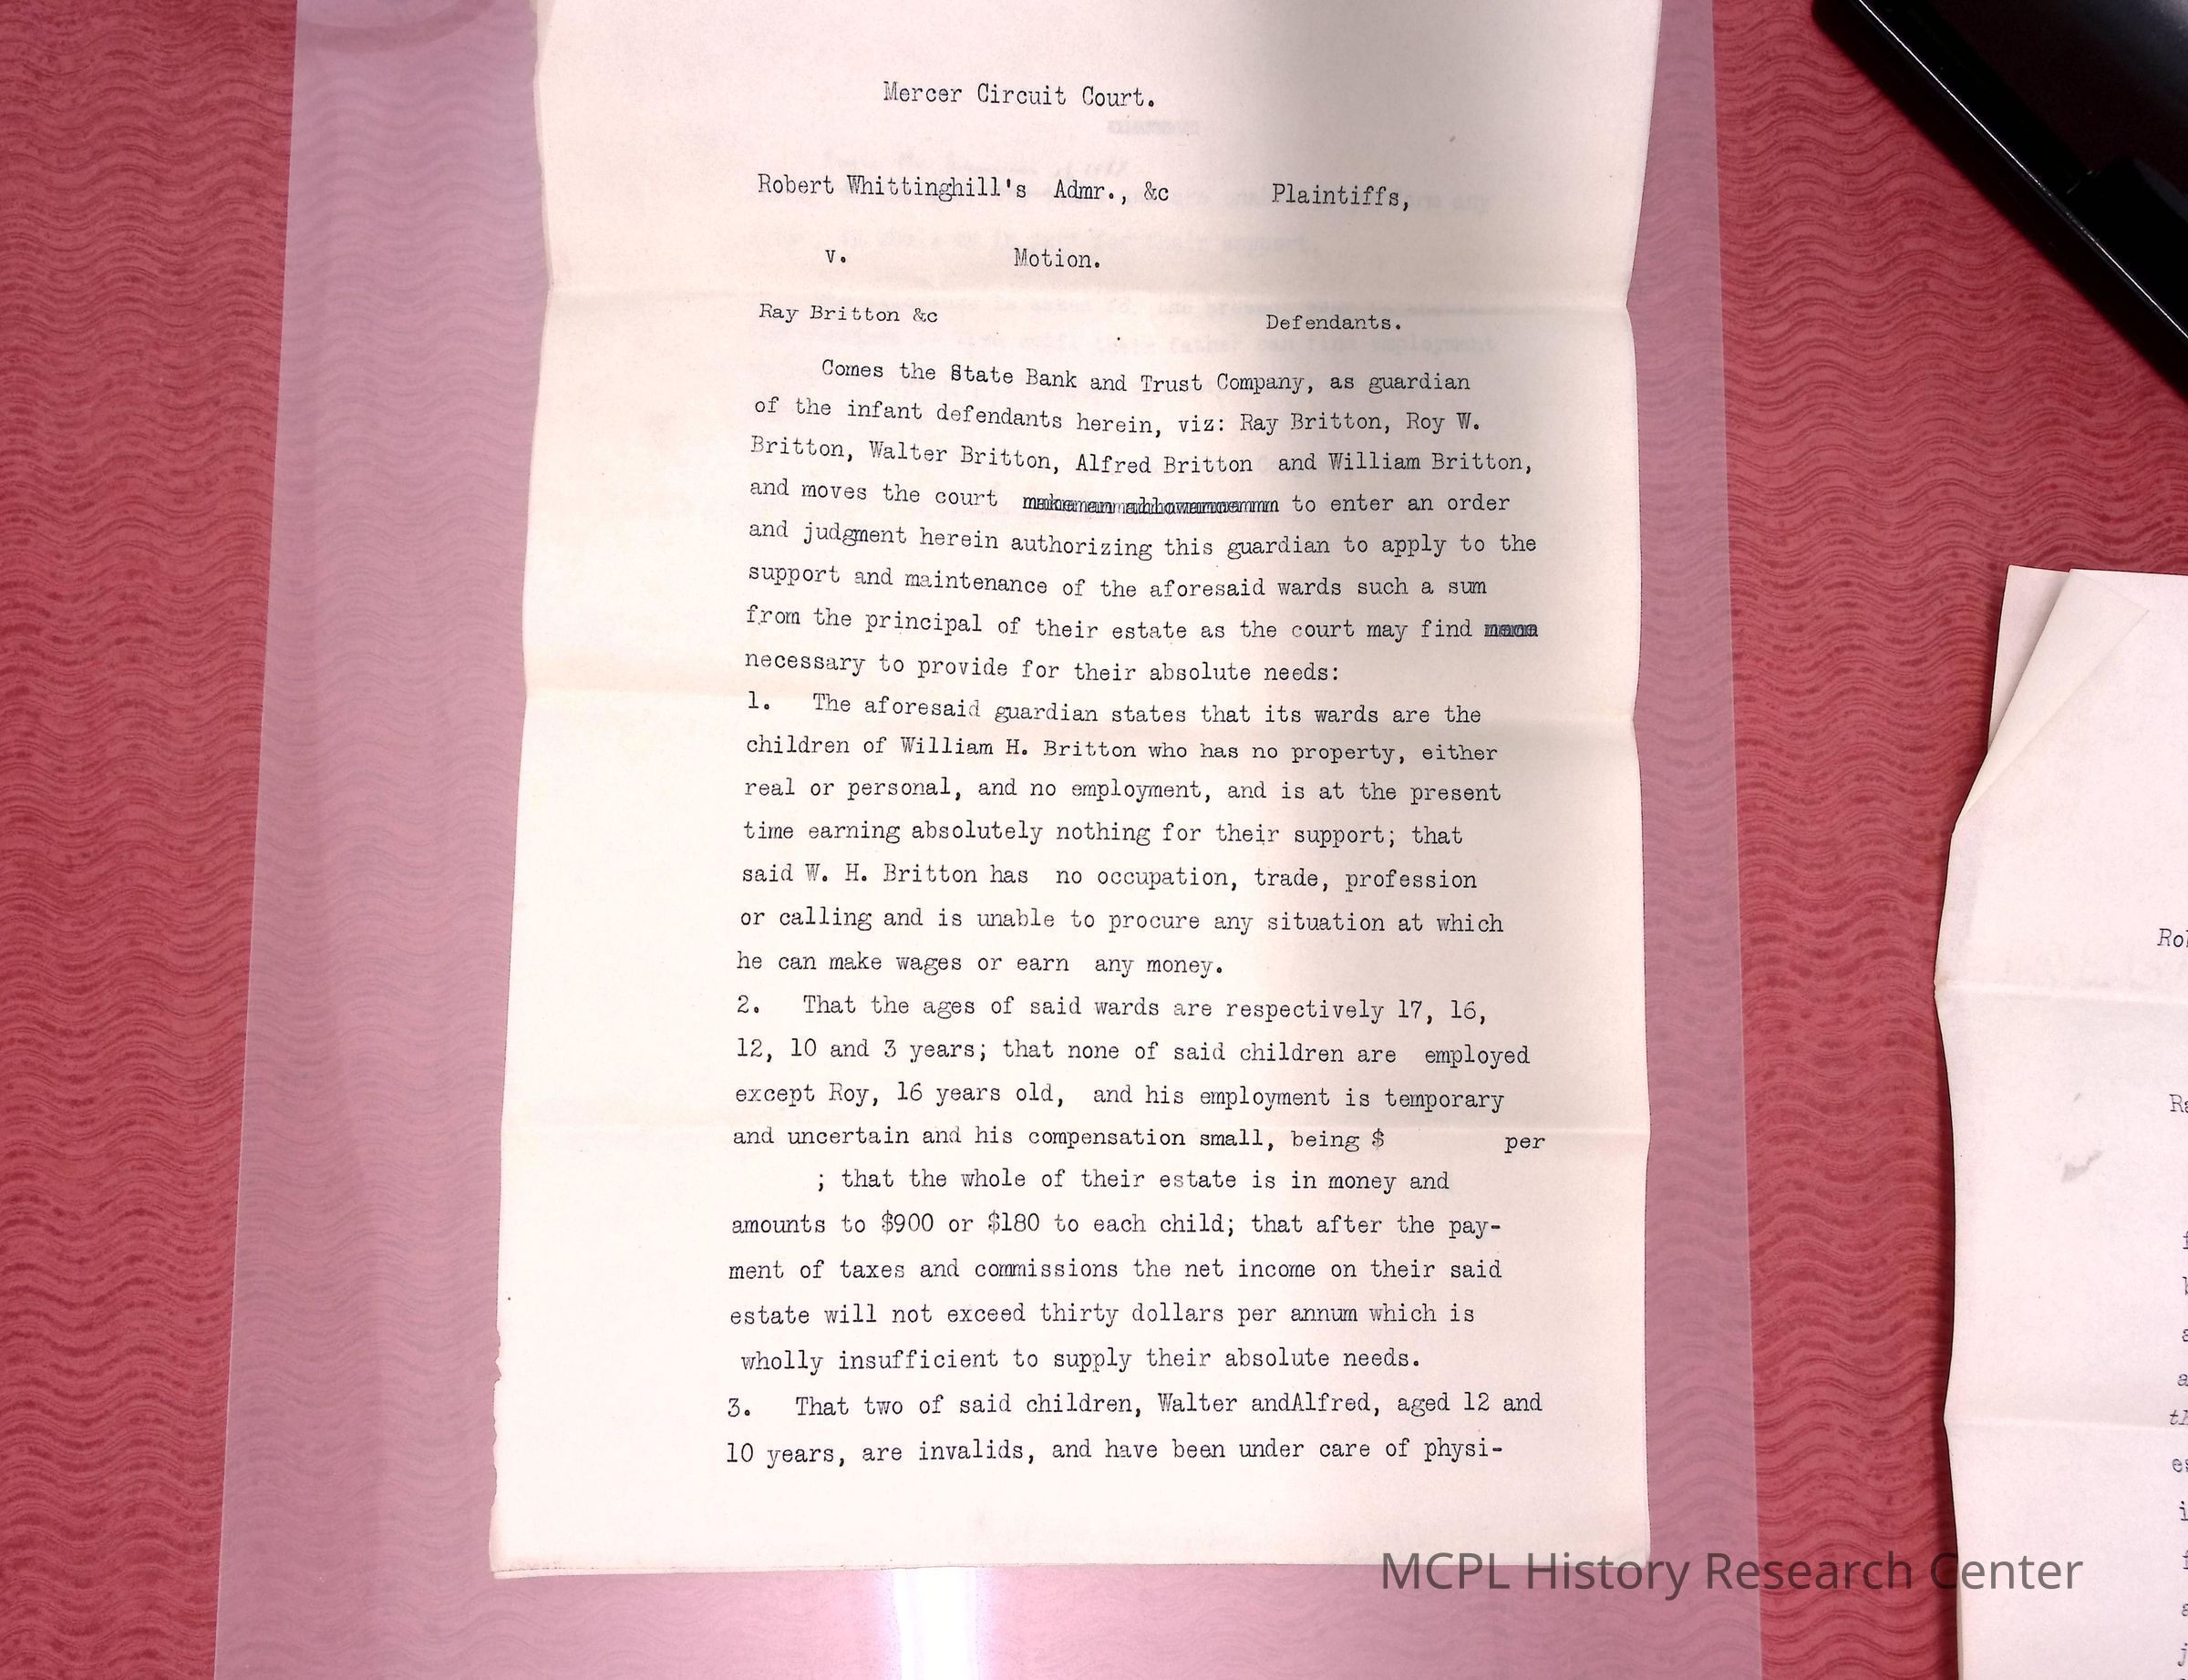 Mercer Circuit Court.
Robert Whittinghill's Admr., &c Plaintiffs,
v. Motion.
Ray Britton &c Defendants.
Comes the State Bank and Trust Company, as guardian
of the infant defendants herein, viz: Ray Britton, Roy W.
Britton, Walter Britton, Alfred Britton and William Britton,
and moves the court to enter an order
and judgment herein authorizing this guardian to apply to the
support and maintenance of the aforesaid wards such a sum
from the principal of their estate as the court may find
necessary to provide for their absolute needs:
1. The aforesaid guardian states that its wards are the
children of William H. Britton who has no property, either
real or personal, and no employment, and is at the present
time earning absolutely nothing for their support; that
said W. H. Britton has no occupation, trade, profession
or calling and is unable to procure any situation at which
he can make wages or earn any money.
2. That the ages of said wards are respectively 17, 16,
12, 10 and 3 years; that none of said children are employed
except Roy, 16 years old, and his employment is temporary
and uncertain and his compensation small, being $ per
; that the whole of their estate is in money and
amounts to $900 or $180 to each child; that after the pay-
ment of taxes and commissions the net income on their said
estate will not exceed thirty dollars per annum which is
wholly insufficient to supply their absolute needs.
3. That two of said children, Walter andAlfred, aged 12 and
10 years, are invalids, and have been under care of physi-
MCPL History Research Center